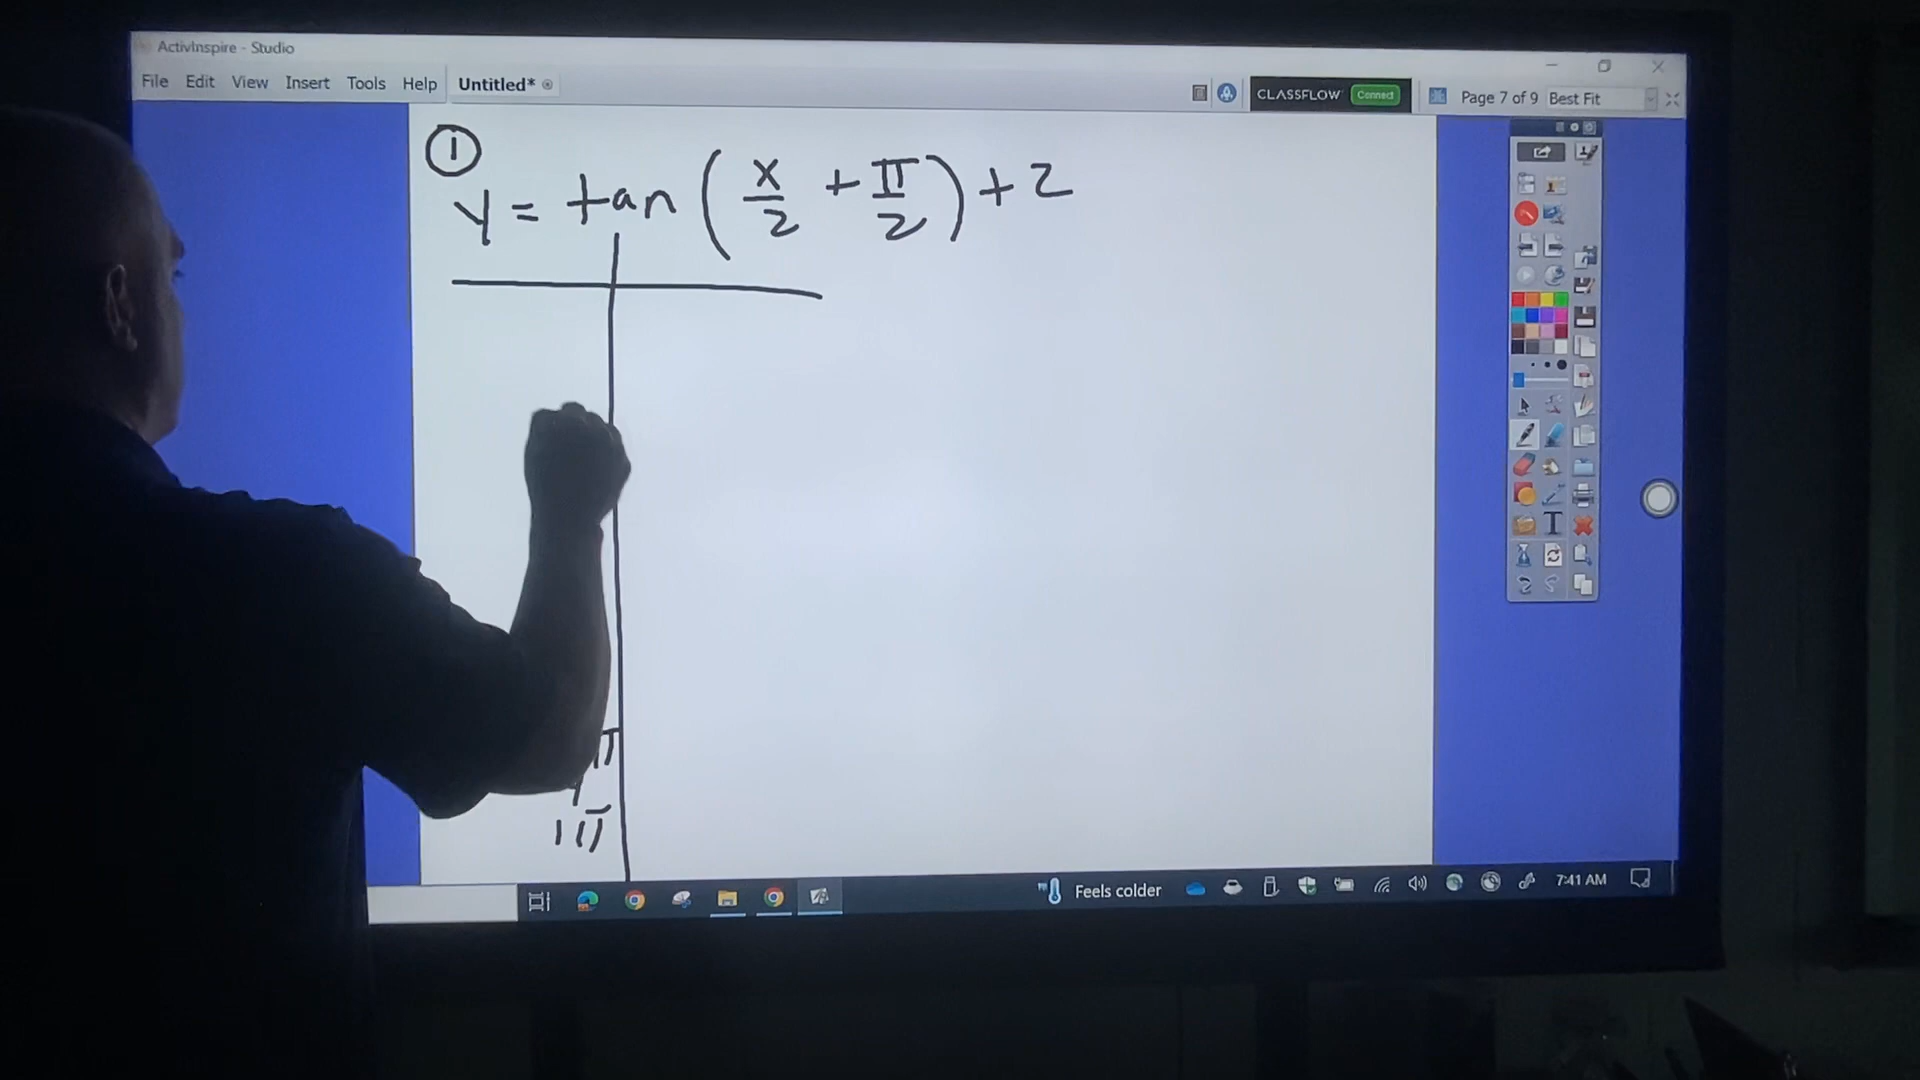 ActivInspire - Studio
File Edit View Insert Tools Help Untitled*
CLASSFLOW Connect Page 7 of 9 Best Fit
1
y = tan ( x/2 + π/2 ) + 2
π
T
Feels colder 7:41 AM